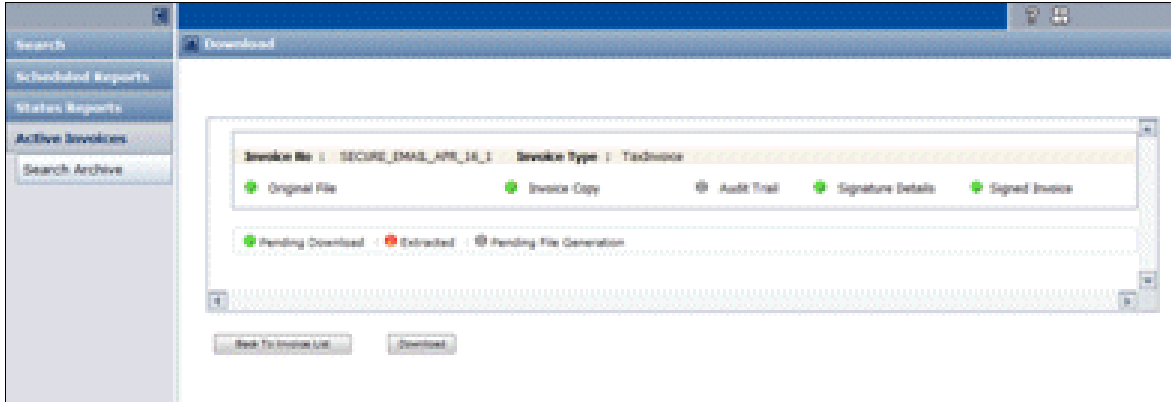 Search
Download
Scheduled Reports
Status Reports
Active Invoices
Search Archive
Invoice No : SECURE_EMAIL_APR_16_1 Invoice Type : TaxInvoice
Original File Invoice Copy Audit Trail Signature Details Signed Invoice
Pending Download Extracted Pending File Generation
Back To Invoice List Download